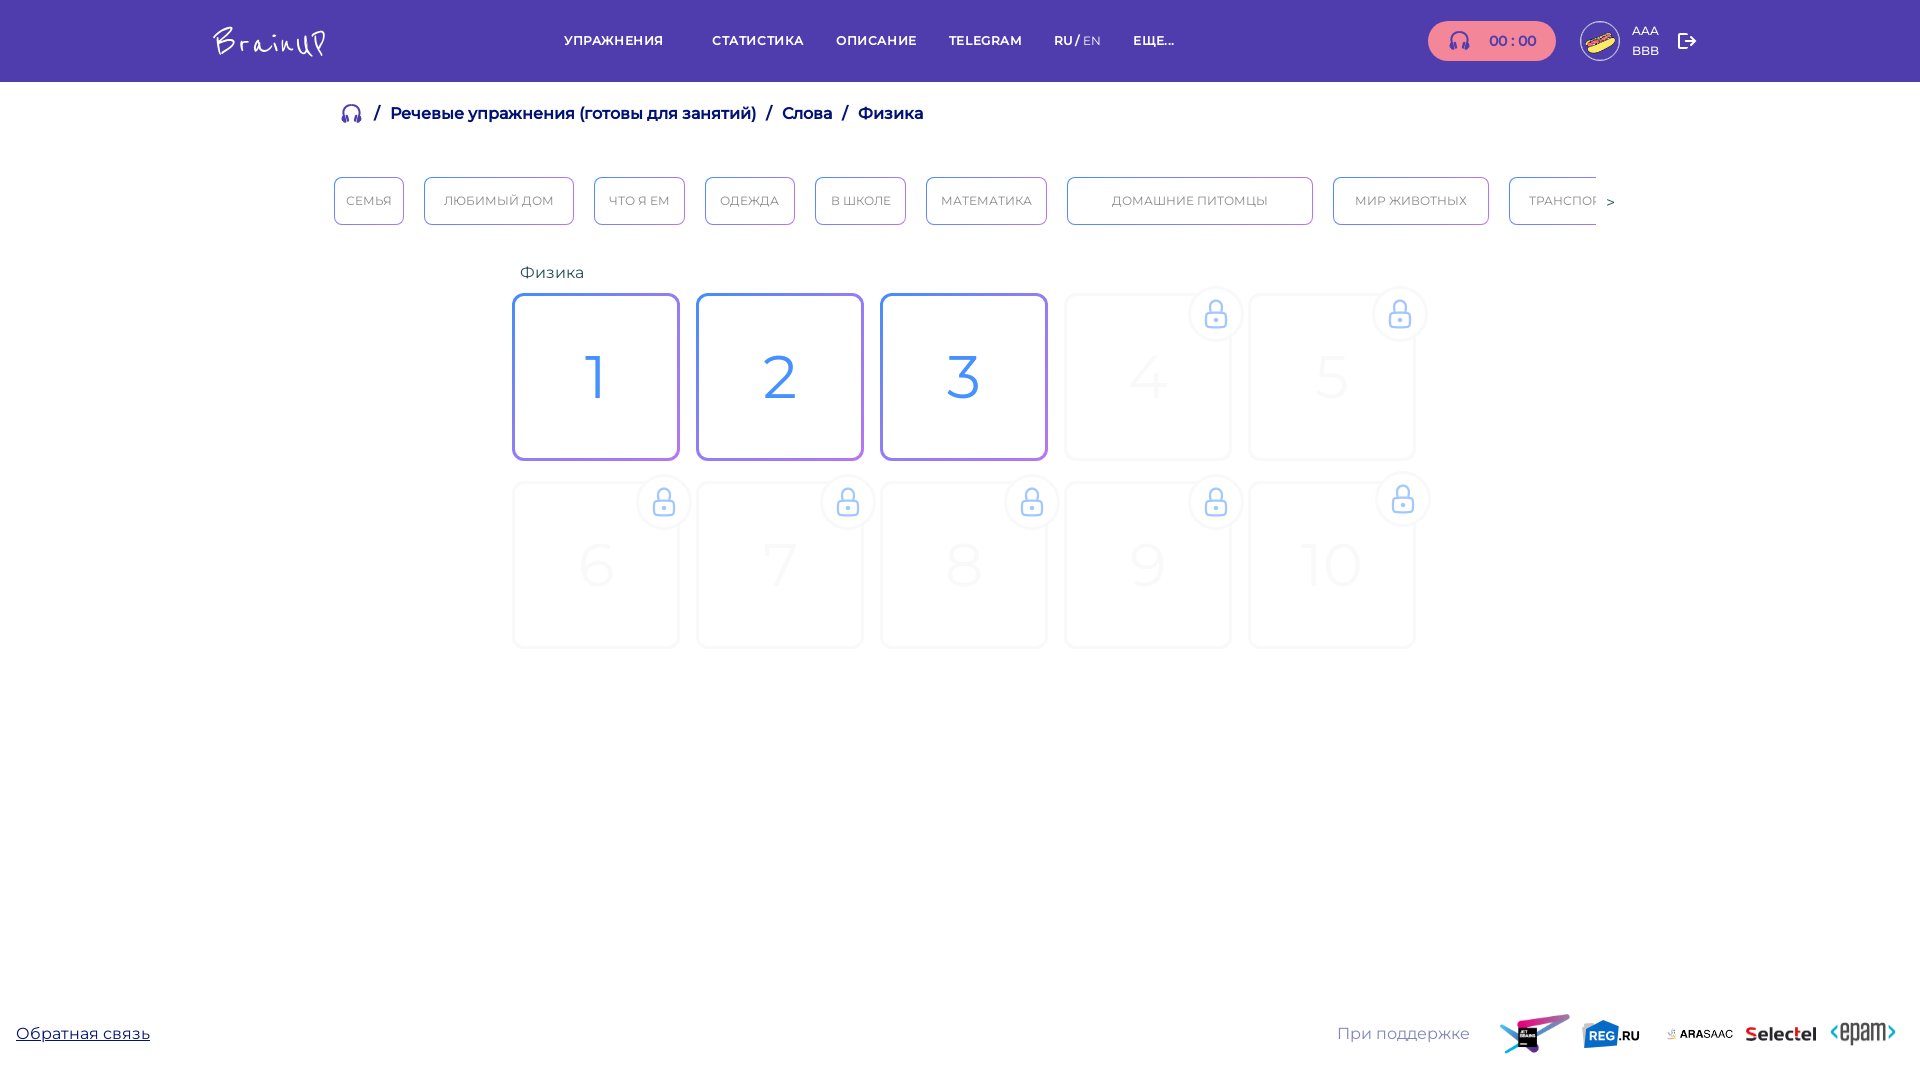 BrainUP УПРАЖНЕНИЯ СТАТИСТИКА ОПИСАНИЕ TELEGRAM RU / EN ЕЩЕ... 00 : 00 AAA
BBB
/ Речевые упражнения (готовы для занятий) / Слова / Физика
СЕМЬЯ ЛЮБИМЫЙ ДОМ ЧТО Я ЕМ ОДЕЖДА В ШКОЛЕ МАТЕМАТИКА ДОМАШНИЕ ПИТОМЦЫ МИР ЖИВОТНЫХ ТРАНСПОР >
Физика
1 2 3 4 5
6 7 8 9 10
Обратная связь При поддержке JET BRAINS REG.RU ARASAAC Selectel <epam>